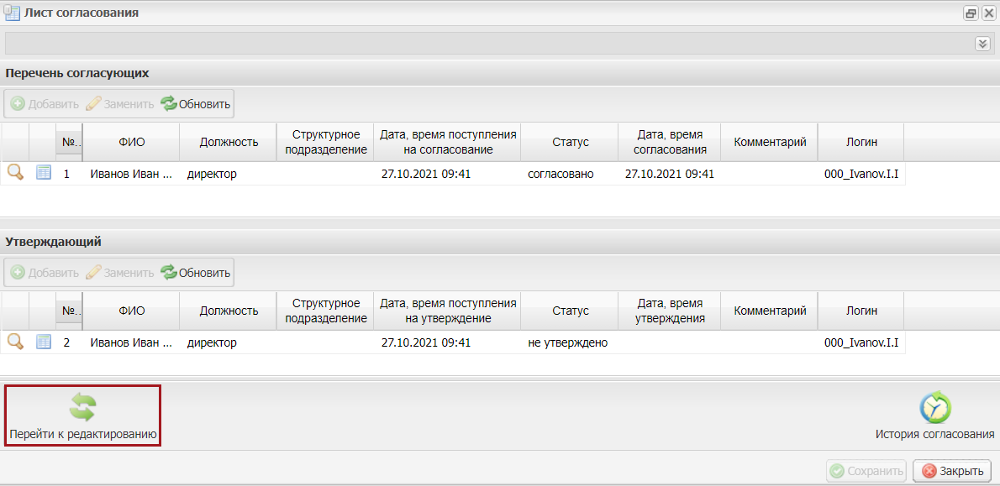 Лист согласования
Перечень согласующих
Добавить Заменить Обновить
№.. ФИО Должность Структурное подразделение Дата, время поступления на согласование Статус Дата, время согласования Комментарий Логин
1 Иванов Иван ... директор 27.10.2021 09:41 согласовано 27.10.2021 09:41 000_Ivanov.I.I
Утверждающий
Добавить Заменить Обновить
№.. ФИО Должность Структурное подразделение Дата, время поступления на утверждение Статус Дата, время утверждения Комментарий Логин
2 Иванов Иван ... директор 27.10.2021 09:41 не утверждено 000_Ivanov.I.I
Перейти к редактированию История согласования
Сохранить Закрыть